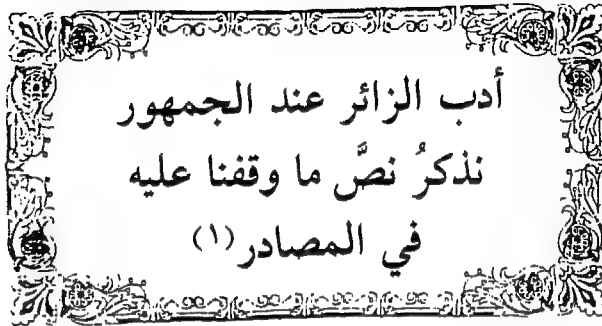 أدب الزائر عند الجمهور
نذكرُ نصَّ ما وقفنا عليه
في المصادر(١)